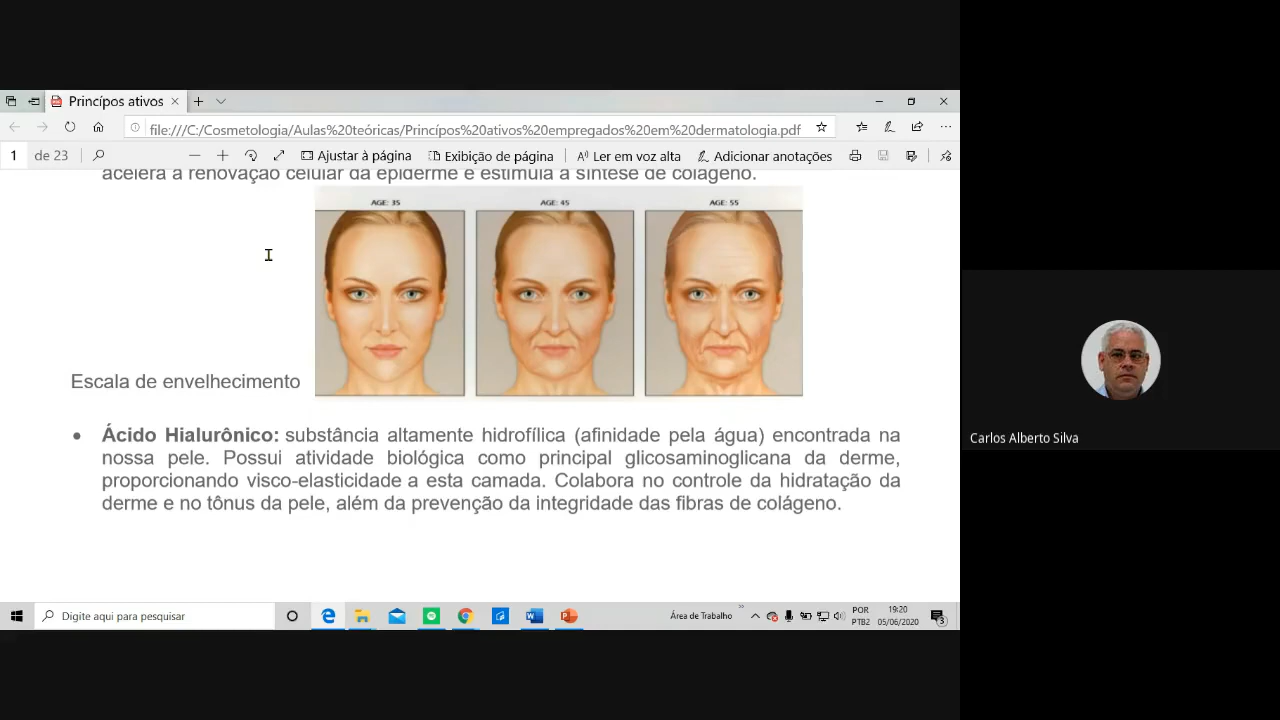 Princípos ativos
file:///C:/Cosmetologia/Aulas%20teóricas/Princípos%20ativos%20empregados%20em%20dermatologia.pdf
1 de 23 Ajustar à página Exibição de página Ler em voz alta Adicionar anotações
acelera a renovação celular da epiderme e estimula a síntese de colágeno.
AGE: 35 AGE: 45 AGE: 55
Escala de envelhecimento
• Ácido Hialurônico: substância altamente hidrofílica (afinidade pela água) encontrada na
nossa pele. Possui atividade biológica como principal glicosaminoglicana da derme,
proporcionando visco-elasticidade a esta camada. Colabora no controle da hidratação da
derme e no tônus da pele, além da prevenção da integridade das fibras de colágeno.
Carlos Alberto Silva
Digite aqui para pesquisar
Área de Trabalho
POR 19:20
PTB2 05/06/2020
3